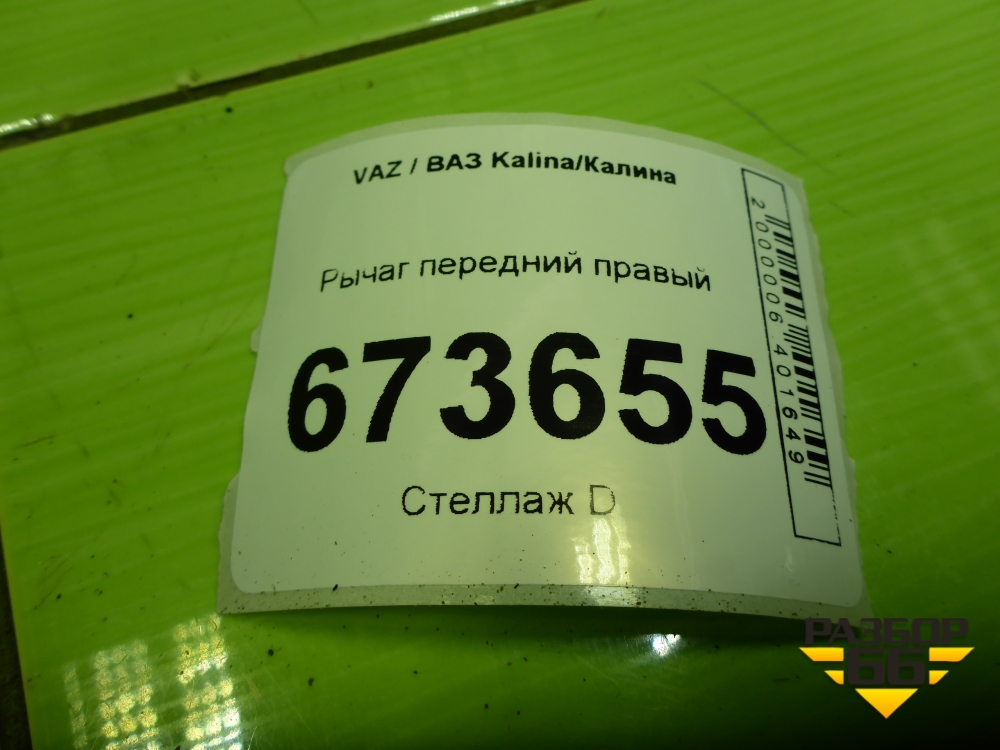 VAZ / ВАЗ Kalina/Калина
Рычаг передний правый
673655
Стеллаж D
2000006401649
РАЗБОР
66